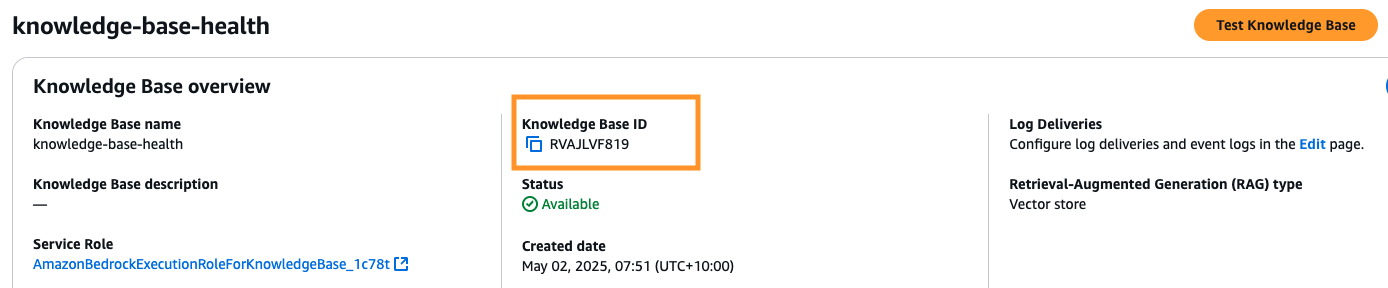 knowledge-base-health
Test Knowledge Base
Knowledge Base overview
Knowledge Base name
knowledge-base-health
Knowledge Base description
—
Service Role
AmazonBedrockExecutionRoleForKnowledgeBase_1c78t
Knowledge Base ID
RVAJLVF819
Status
Available
Created date
May 02, 2025, 07:51 (UTC+10:00)
Log Deliveries
Configure log deliveries and event logs in the Edit page.
Retrieval-Augmented Generation (RAG) type
Vector store